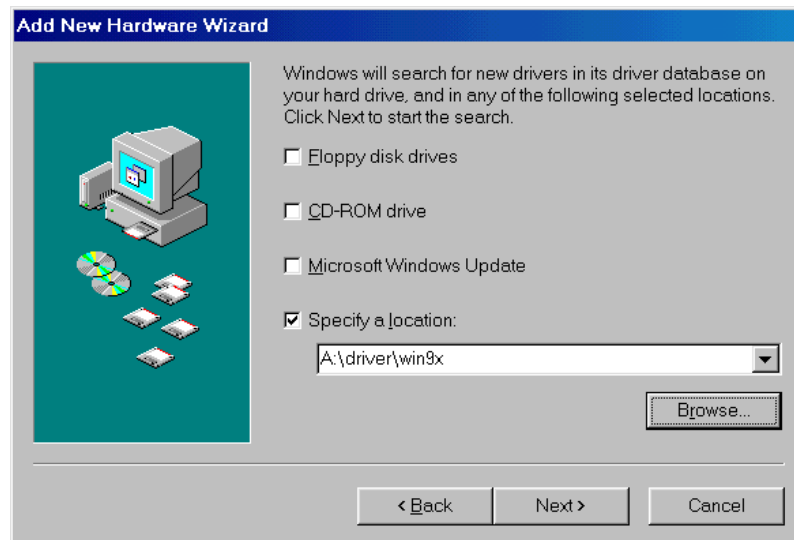 Add New Hardware Wizard
Windows will search for new drivers in its driver database on
your hard drive, and in any of the following selected locations.
Click Next to start the search.
Floppy disk drives
CD-ROM drive
Microsoft Windows Update
Specify a location:
A:\driver\win9x
Browse...
< Back
Next >
Cancel